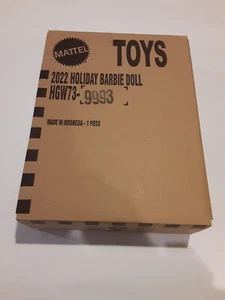 MATTEL TOYS
2022 HOLIDAY BARBIE DOLL
HGW73-9993
MADE IN INDONESIA • 1 PIECE